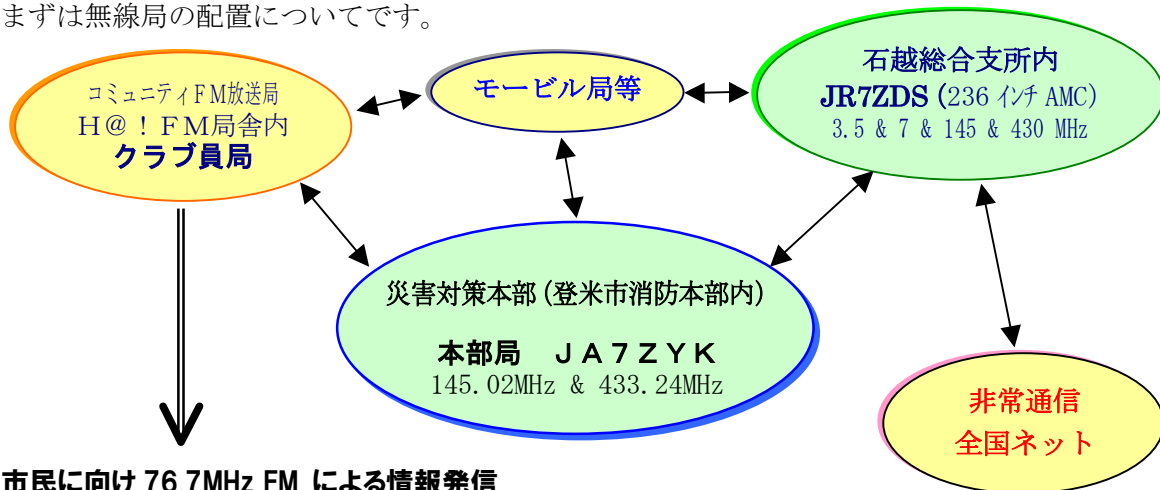 まずは無線局の配置についてです。
コミュニティFM放送局
H@!FM局舎内
クラブ員局
モービル局等
石越総合支所内
JR7ZDS (236 インチ AMC)
3.5 & 7 & 145 & 430 MHz
災害対策本部(登米市消防本部内)
本部局 JA7ZYK
145.02MHz & 433.24MHz
非常通信
全国ネット
市民に向け 76.7MHz FM による情報発信